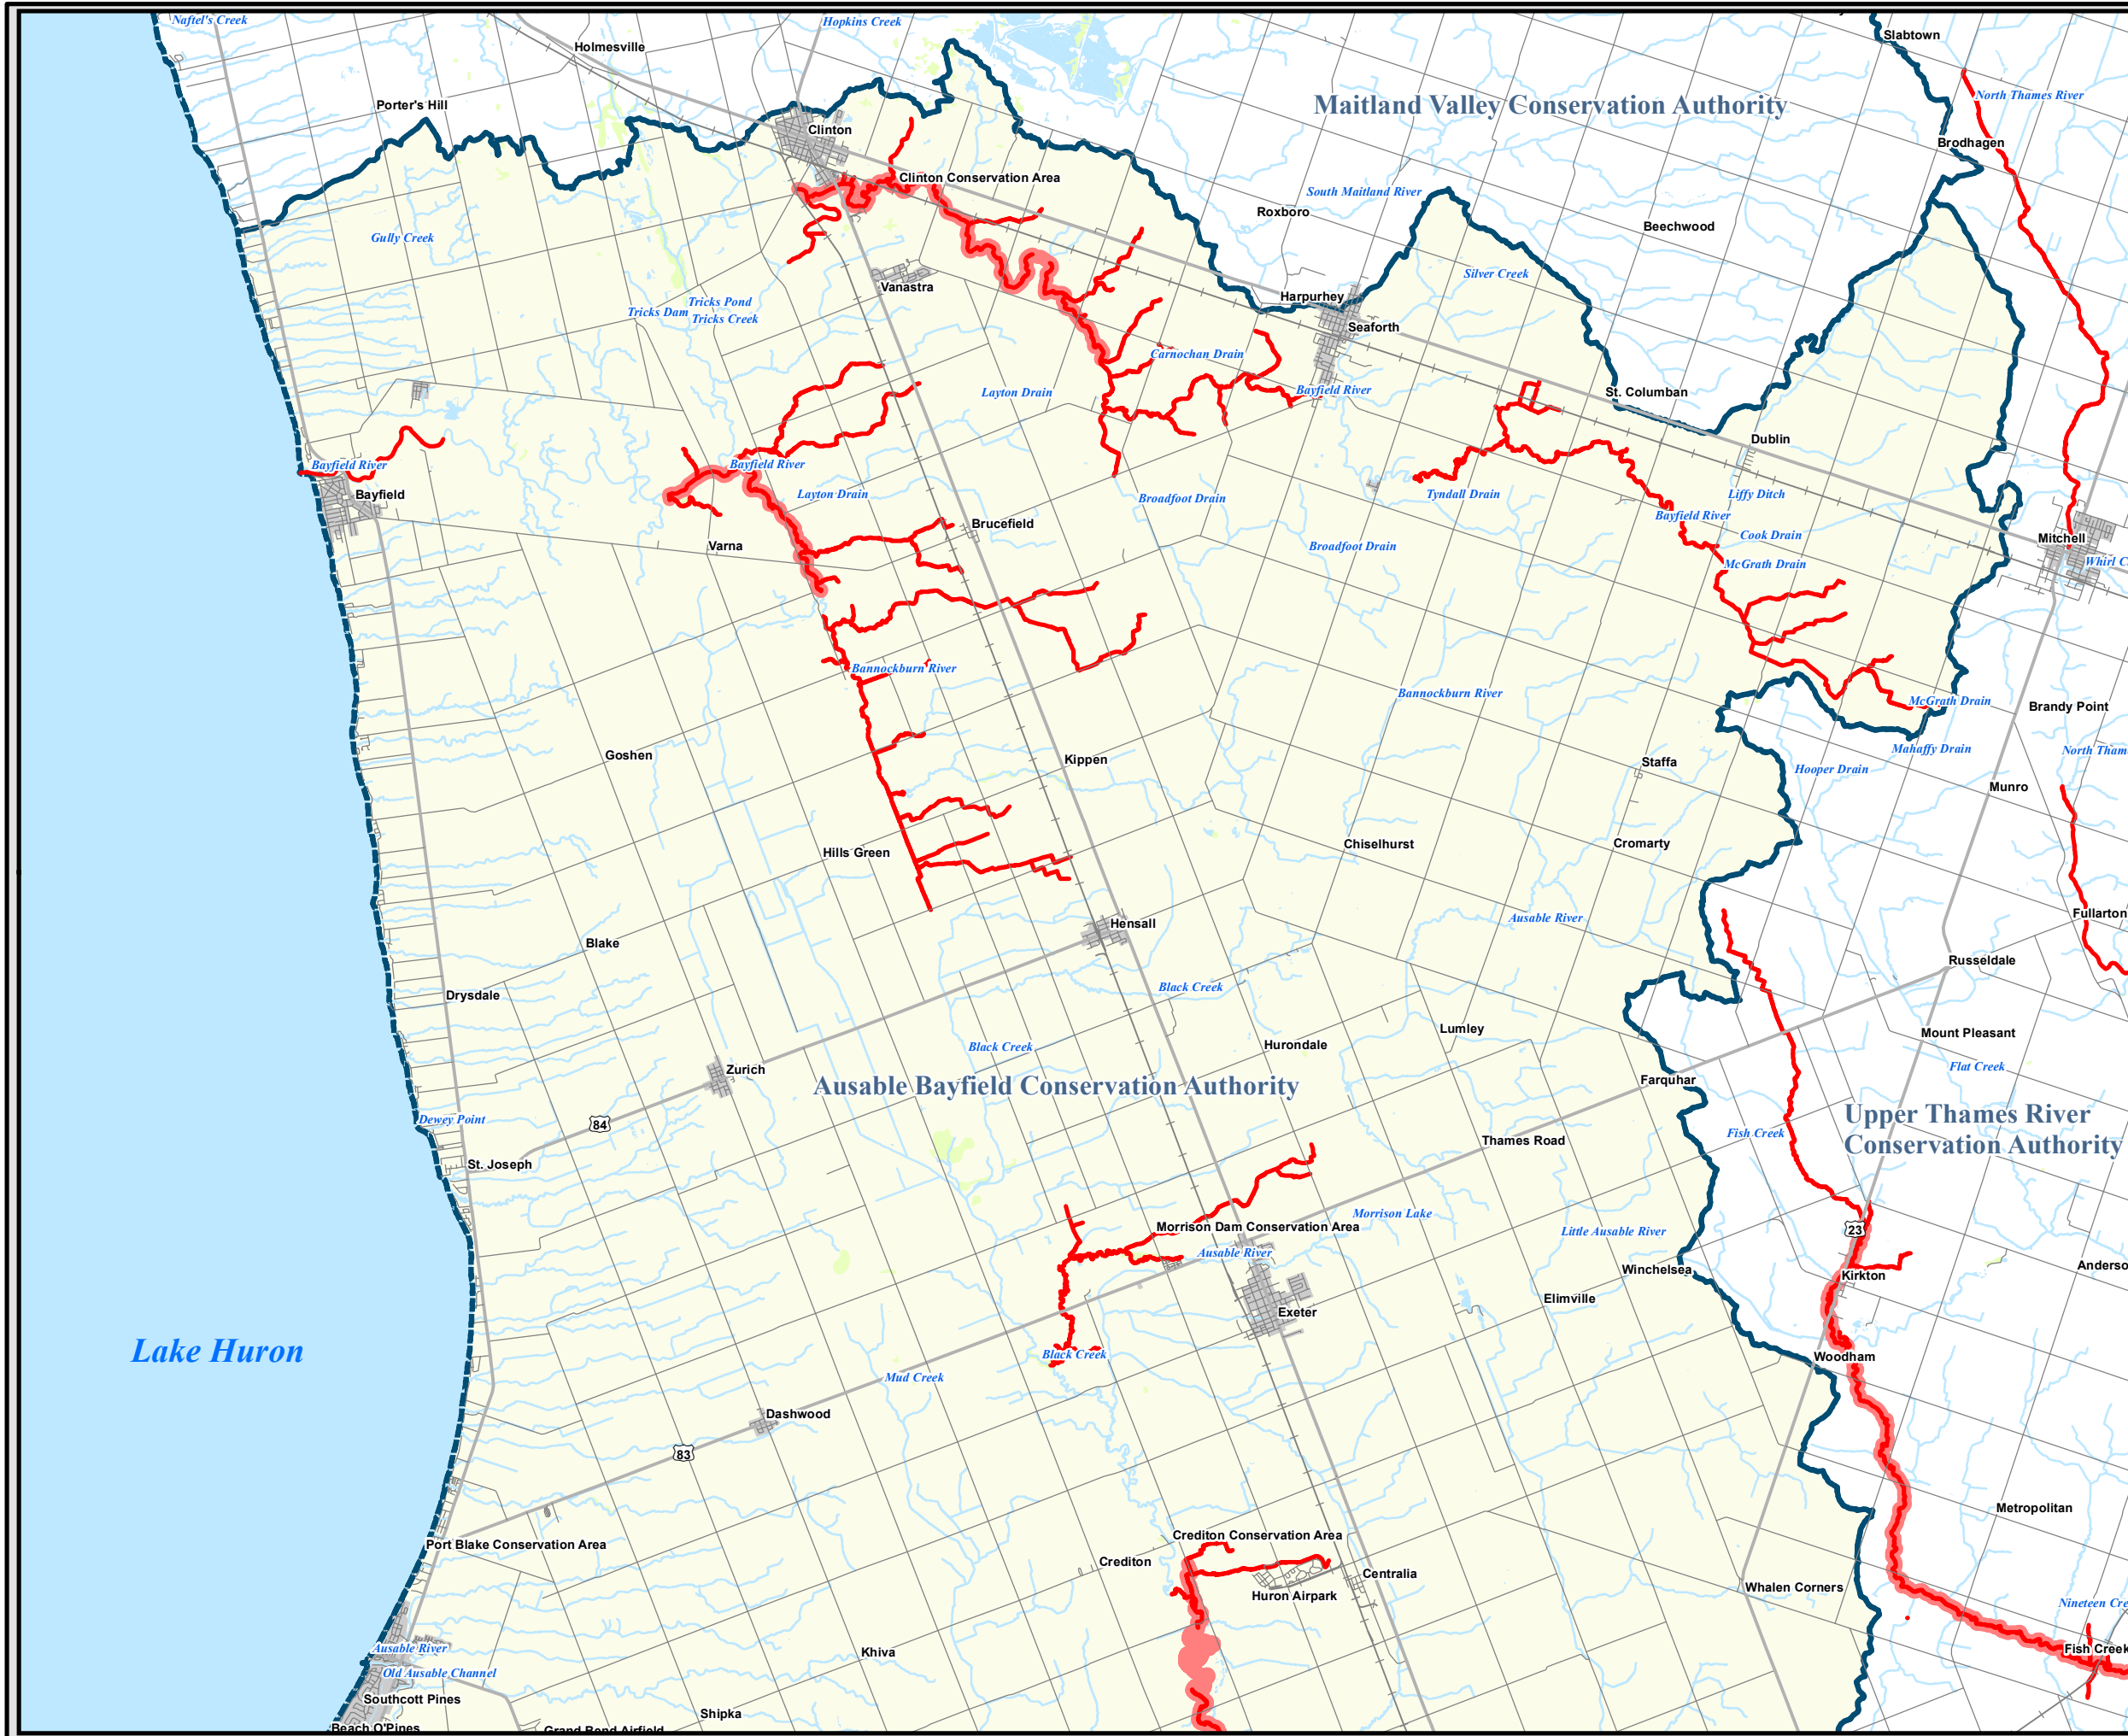 Naftel's Creek
Hopkins Creek
Slabtown
Holmesville
North Thames River
Porter's Hill
Maitland Valley Conservation Authority
Clinton
Brodhagen
Clinton Conservation Area
South Maitland River
Roxboro
Beechwood
Gully Creek
Silver Creek
Vanastra
Harpurhey
Tricks Pond
Tricks Dam
Tricks Creek
Seaforth
Carnochan Drain
Layton Drain
Bayfield River
St. Columban
Dublin
Bayfield River
Bayfield River
Bayfield
Layton Drain
Broadfoot Drain
Tyndall Drain
Liffy Ditch
Bayfield River
Brucefield
Cook Drain
Mitchell
Varna
Broadfoot Drain
McGrath Drain
Whirl C
Bannockburn River
Bannockburn River
McGrath Drain
Brandy Point
Goshen
Kippen
Mahaffy Drain
North Tham
Staffa
Hooper Drain
Munro
Hills Green
Chiselhurst
Cromarty
Hensall
Ausable River
Fullarton
Blake
Russeldale
Drysdale
Black Creek
Lumley
Mount Pleasant
Black Creek
Hurondale
Zurich
Flat Creek
Ausable Bayfield Conservation Authority
Farquhar
Dewey Point
84
Upper Thames River
Conservation Authority
Fish Creek
Thames Road
St. Joseph
Morrison Lake
Morrison Dam Conservation Area
Little Ausable River
23
Ausable River
Winchelsea
Kirkton
Anderso
Elimville
Exeter
Lake Huron
Black Creek
Woodham
Mud Creek
Dashwood
83
Metropolitan
Crediton Conservation Area
Port Blake Conservation Area
Crediton
Centralia
Whalen Corners
Huron Airpark
Nineteen Cre
Ausable River
Khiva
Fish Creek
Old Ausable Channel
Southcott Pines
Shipka
Beach O'Pines
Grand Bend Airfield